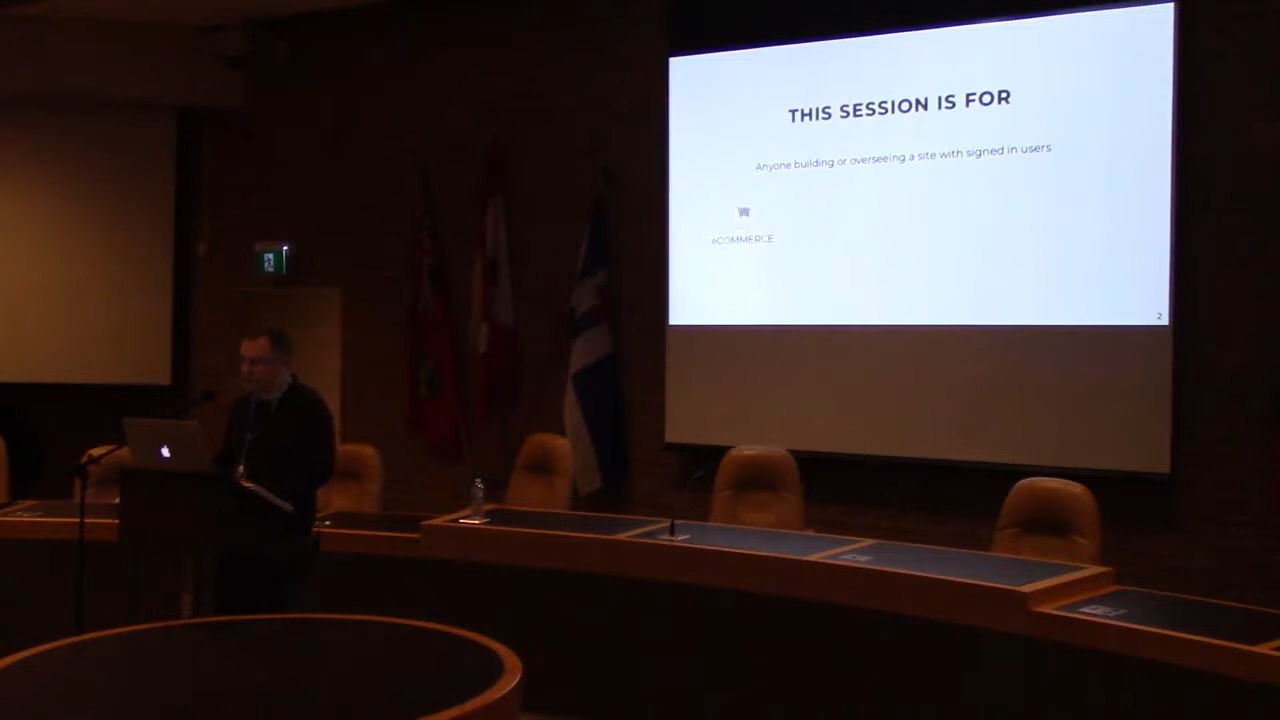 THIS SESSION IS FOR
Anyone building or overseeing a site with signed in users
eCOMMERCE
2